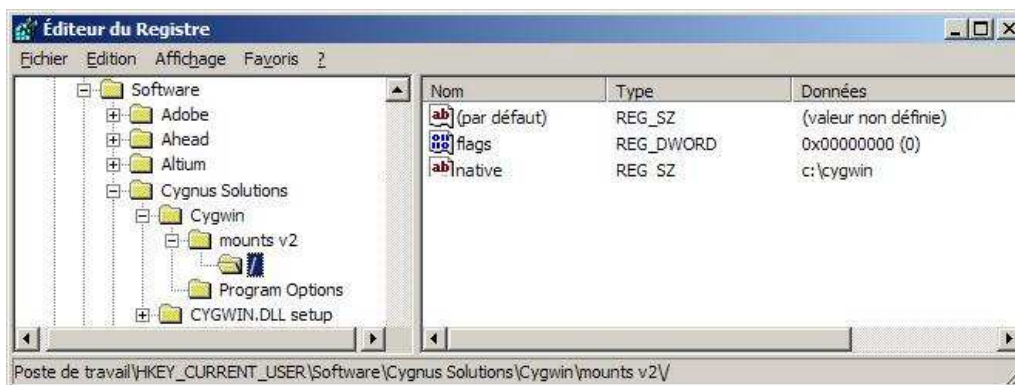 Éditeur du Registre
Fichier Edition Affichage Favoris ?
Software
Adobe
Ahead
Altium
Cygnus Solutions
Cygwin
mounts v2
/
Program Options
CYGWIN.DLL setup
Nom Type Données
(par défaut) REG_SZ (valeur non définie)
flags REG_DWORD 0x00000000 (0)
native REG_SZ c:\cygwin
Poste de travail\HKEY_CURRENT_USER\Software\Cygnus Solutions\Cygwin\mounts v2\/